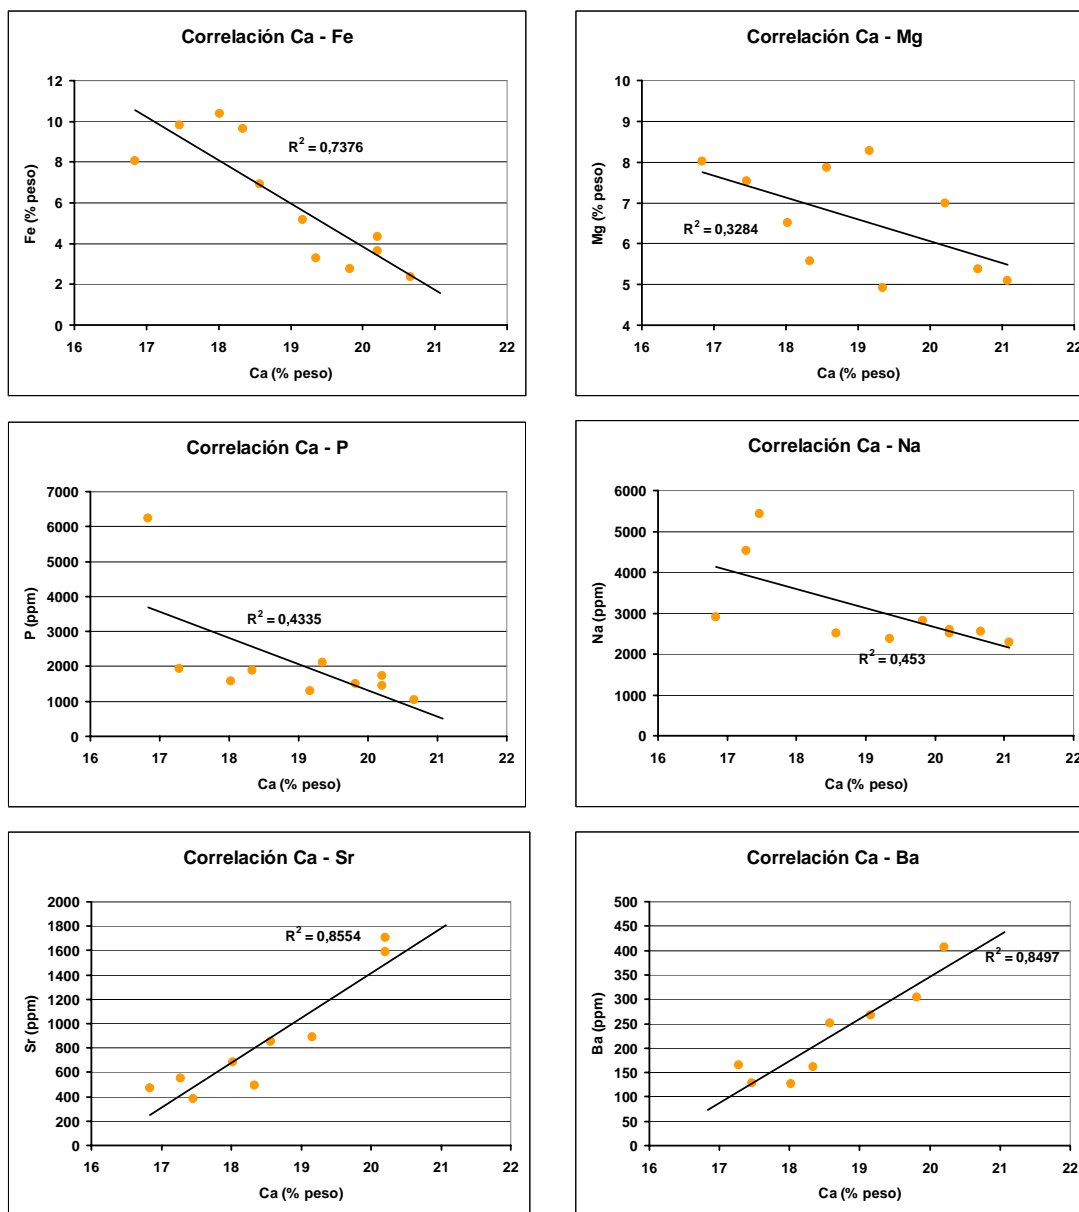 Correlación Ca - Fe
12
10
8
6
4
2
0
Fe (% peso)
R² = 0,7376
16 17 18 19 20 21 22
Ca (% peso)
Correlación Ca - Mg
10
9
8
7
6
5
4
Mg (% peso)
R² = 0,3284
16 17 18 19 20 21 22
Ca (% peso)
Correlación Ca - P
7000
6000
5000
4000
3000
2000
1000
0
P (ppm)
R² = 0,4335
16 17 18 19 20 21 22
Ca (% peso)
Correlación Ca - Na
6000
5000
4000
3000
2000
1000
0
Na (ppm)
R² = 0,453
16 17 18 19 20 21 22
Ca (% peso)
Correlación Ca - Sr
2000
1800
1600
1400
1200
1000
800
600
400
200
0
Sr (ppm)
R² = 0,8554
16 17 18 19 20 21 22
Ca (% peso)
Correlación Ca - Ba
500
450
400
350
300
250
200
150
100
50
0
Ba (ppm)
R² = 0,8497
16 17 18 19 20 21 22
Ca (% peso)